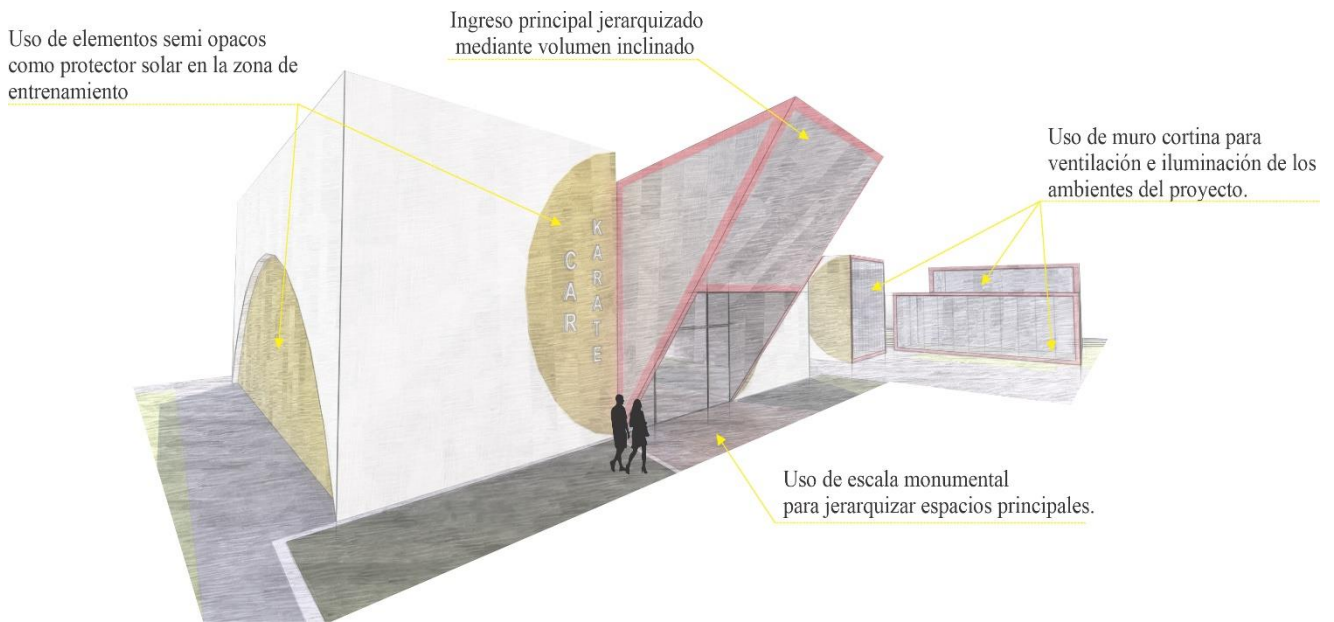 Uso de elementos semi opacos
como protector solar en la zona de
entrenamiento
Ingreso principal jerarquizado
mediante volumen inclinado
Uso de muro cortina para
ventilación e iluminación de los
ambientes del proyecto.
CAR
KARATE
Uso de escala monumental
para jerarquizar espacios principales.